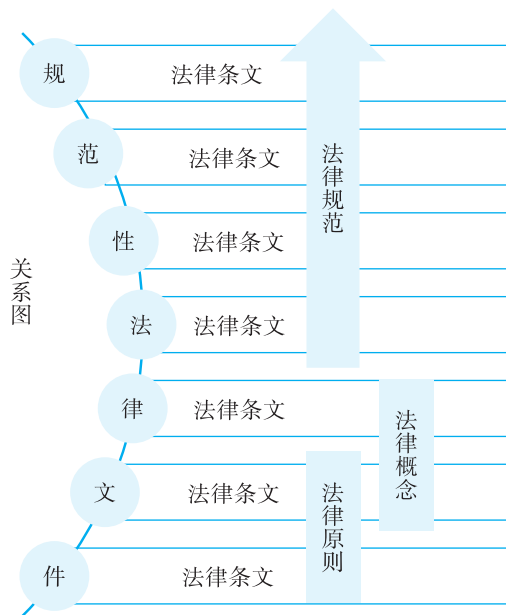 关系图
规
范
性
法
律
文
件
法律条文
法律条文
法律条文
法律条文
法律条文
法律条文
法律条文
法律规范
法律概念
法律原则